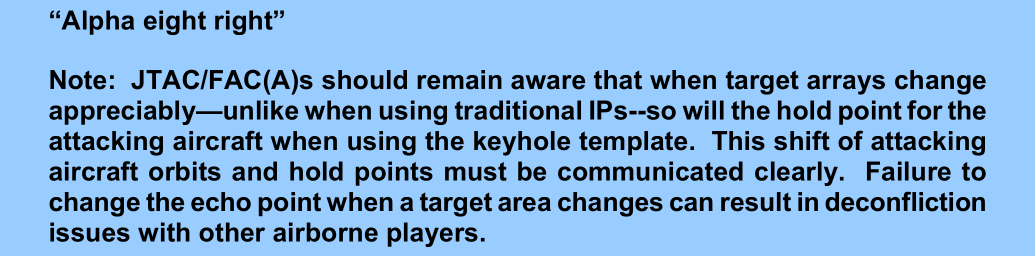 “Alpha eight right”
Note:  JTAC/FAC(A)s should remain aware that when target arrays change
appreciably—unlike when using traditional IPs--so will the hold point for the
attacking aircraft when using the keyhole template.  This shift of attacking
aircraft orbits and hold points must be communicated clearly.  Failure to
change the echo point when a target area changes can result in deconfliction
issues with other airborne players.